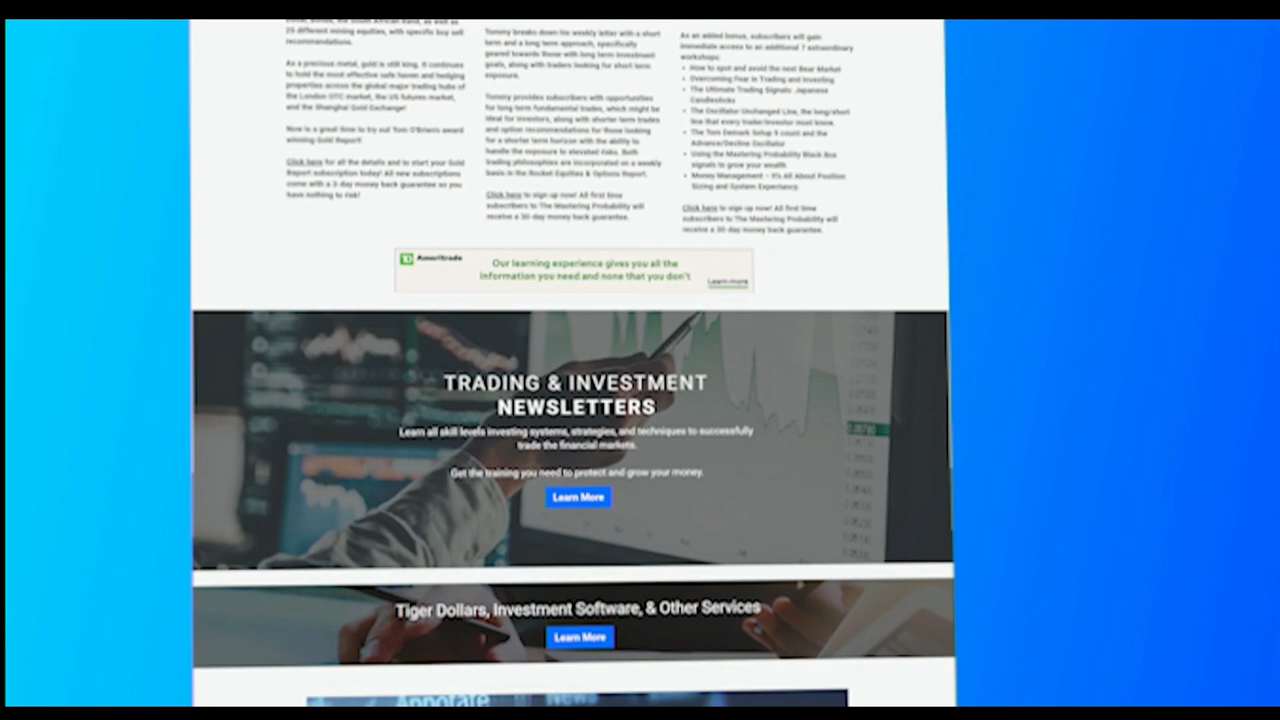 25 different mining equities, with specific buy sell
recommendations.
As a precious metal, gold is still king. It continues
to hold the most effective safe haven and hedging
properties across the global major trading hubs of
the London OTC market, the US futures market,
and the Shanghai Gold Exchange!
Now is a great time to try out Tom O'Brien's award
winning Gold Report!
Click here for all the details and to start your Gold
Report subscription today! All new subscriptions
come with a 3-day money back guarantee so you
have nothing to risk!
Tommy breaks down his weekly letter with a short
term and a long term approach, specifically
geared towards those with long term investment
goals, along with traders looking for short term
exposure.
Tommy provides subscribers with opportunities
for long term fundamental trades, which might be
ideal for investors, along with shorter term trades
and option recommendations for those looking
for a shorter term horizon with the ability to
handle the exposure to elevated risks. Both
trading philosophies are incorporated on a weekly
basis in the Rocket Equities & Options Report.
Click here to sign up now! All first time
subscribers to The Mastering Probability will
receive a 30-day money back guarantee.
As an added bonus, subscribers will gain
immediate access to an additional 7 extraordinary
workshops:
• How to spot and avoid the next Bear Market
• Overcoming Fear in Trading and Investing
• The Ultimate Trading Signals: Japanese
Candlesticks
• The Oscillator Unchanged Line, the long/short
line that every trader/investor must know.
• The Tom Demark Setup 9 count and the
Advance/Decline Oscillator
• Using the Mastering Probability Black Box
signals to grow your wealth
• Money Management - It's All About Position
Sizing and System Expectancy.
Click here to sign up now! All first time
subscribers to The Mastering Probability will
receive a 30-day money back guarantee.
TD Ameritrade
Our learning experience gives you all the
information you need and none that you don't
Learn more
TRADING & INVESTMENT
NEWSLETTERS
Learn all skill levels investing systems, strategies, and techniques to successfully
trade the financial markets.
Get the training you need to protect and grow your money.
Learn More
Tiger Dollars, Investment Software, & Other Services
Learn More